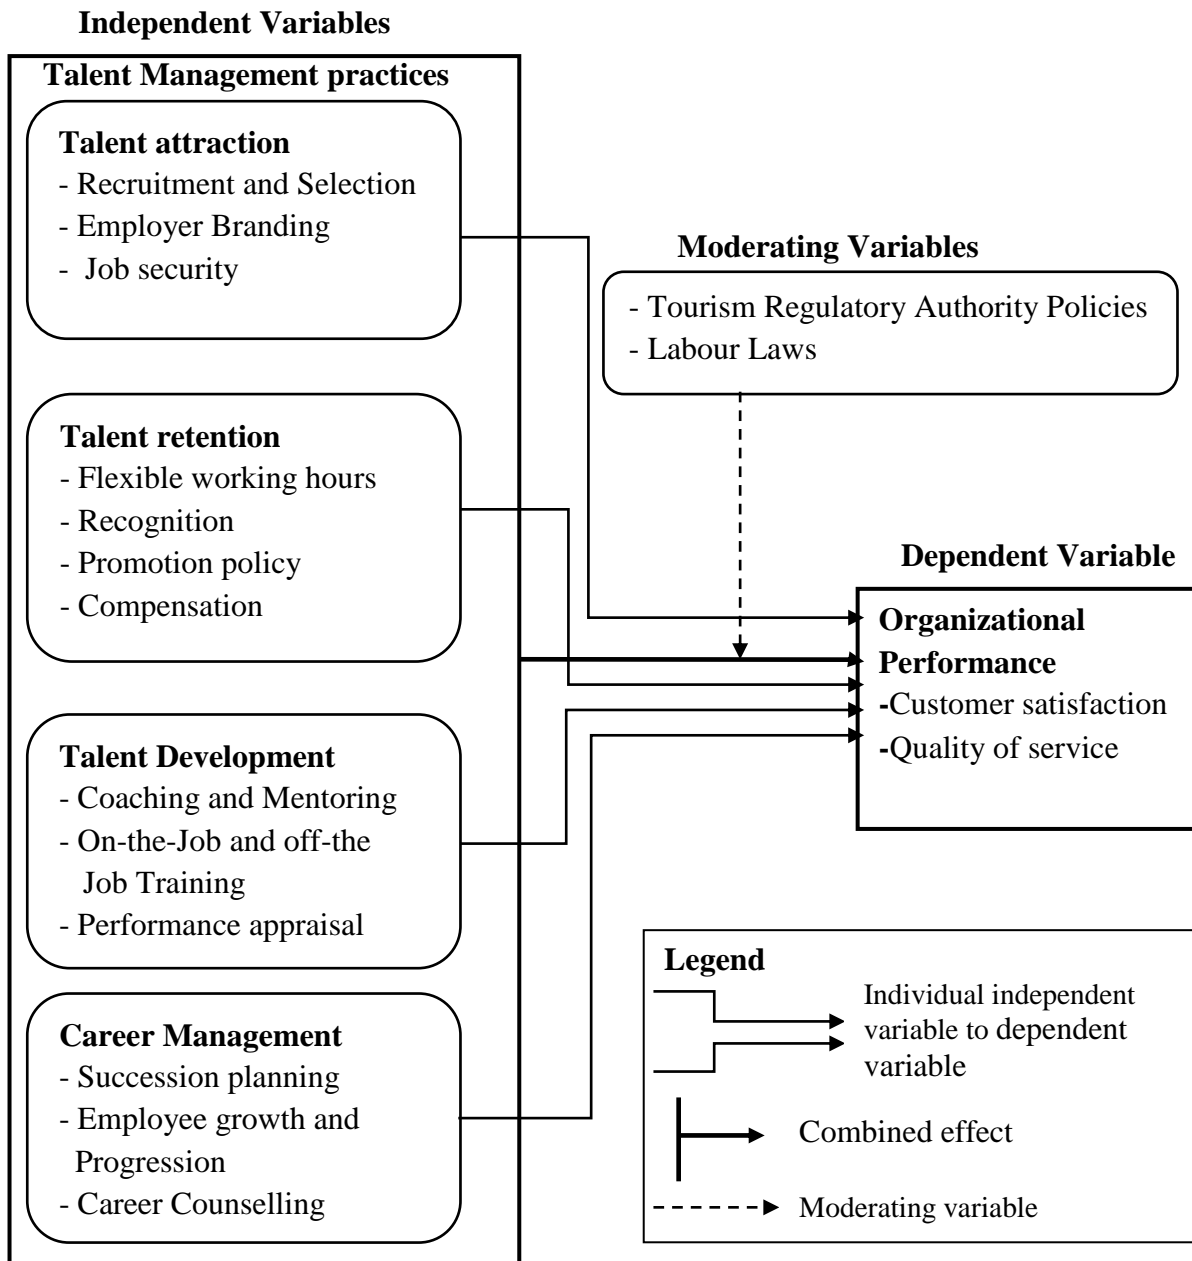 Independent Variables
Talent Management practices
Talent attraction
- Recruitment and Selection
- Employer Branding
- Job security
Talent retention
- Flexible working hours
- Recognition
- Promotion policy
- Compensation
Talent Development
- Coaching and Mentoring
- On-the-Job and off-the
Job Training
- Performance appraisal
Career Management
- Succession planning
- Employee growth and
Progression
- Career Counselling
Moderating Variables
- Tourism Regulatory Authority Policies
- Labour Laws
Dependent Variable
Organizational
Performance
-Customer satisfaction
-Quality of service
Legend
Individual independent
variable to dependent
variable
Combined effect
Moderating variable